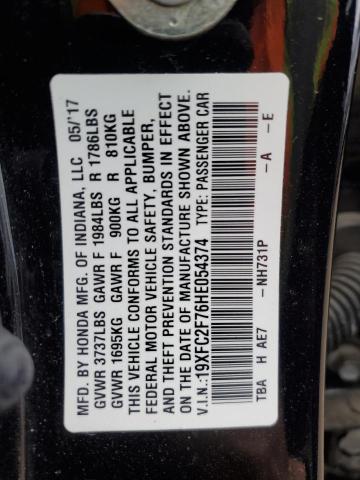 MFD. BY HONDA MFG. OF INDIANA, LLC 05/'17
GVWR 3737LBS GAWR F 1984LBS R 1786LBS
GVWR 1695KG GAWR F 900KG R 810KG
THIS VEHICLE CONFORMS TO ALL APPLICABLE
FEDERAL MOTOR VEHICLE SAFETY, BUMPER,
AND THEFT PREVENTION STANDARDS IN EFFECT
ON THE DATE OF MANUFACTURE SHOWN ABOVE.
V.I.N.:19XFC2F76HE054374 TYPE: PASSENGER CAR
TBA H AE7 -NH731P -A -E